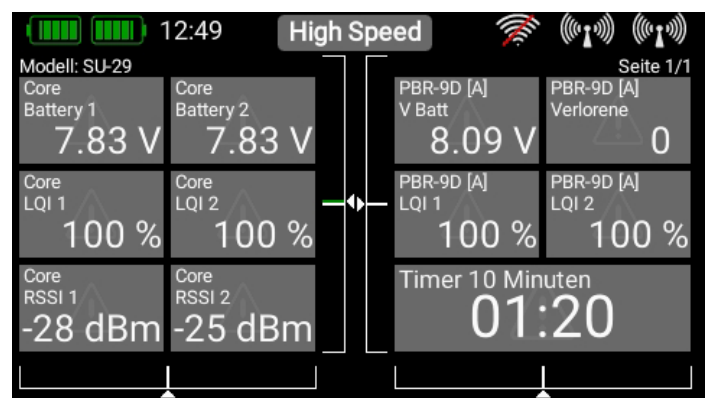 12:49 High Speed
Modell: SU-29
Seite 1/1
Core
Battery 1
7.83 V
Core
Battery 2
7.83 V
PBR-9D [A]
V Batt
8.09 V
PBR-9D [A]
Verlorene
0
Core
LQI 1
100 %
Core
LQI 2
100 %
PBR-9D [A]
LQI 1
100 %
PBR-9D [A]
LQI 2
100 %
Core
RSSI 1
-28 dBm
Core
RSSI 2
-25 dBm
Timer 10 Minuten
01:20